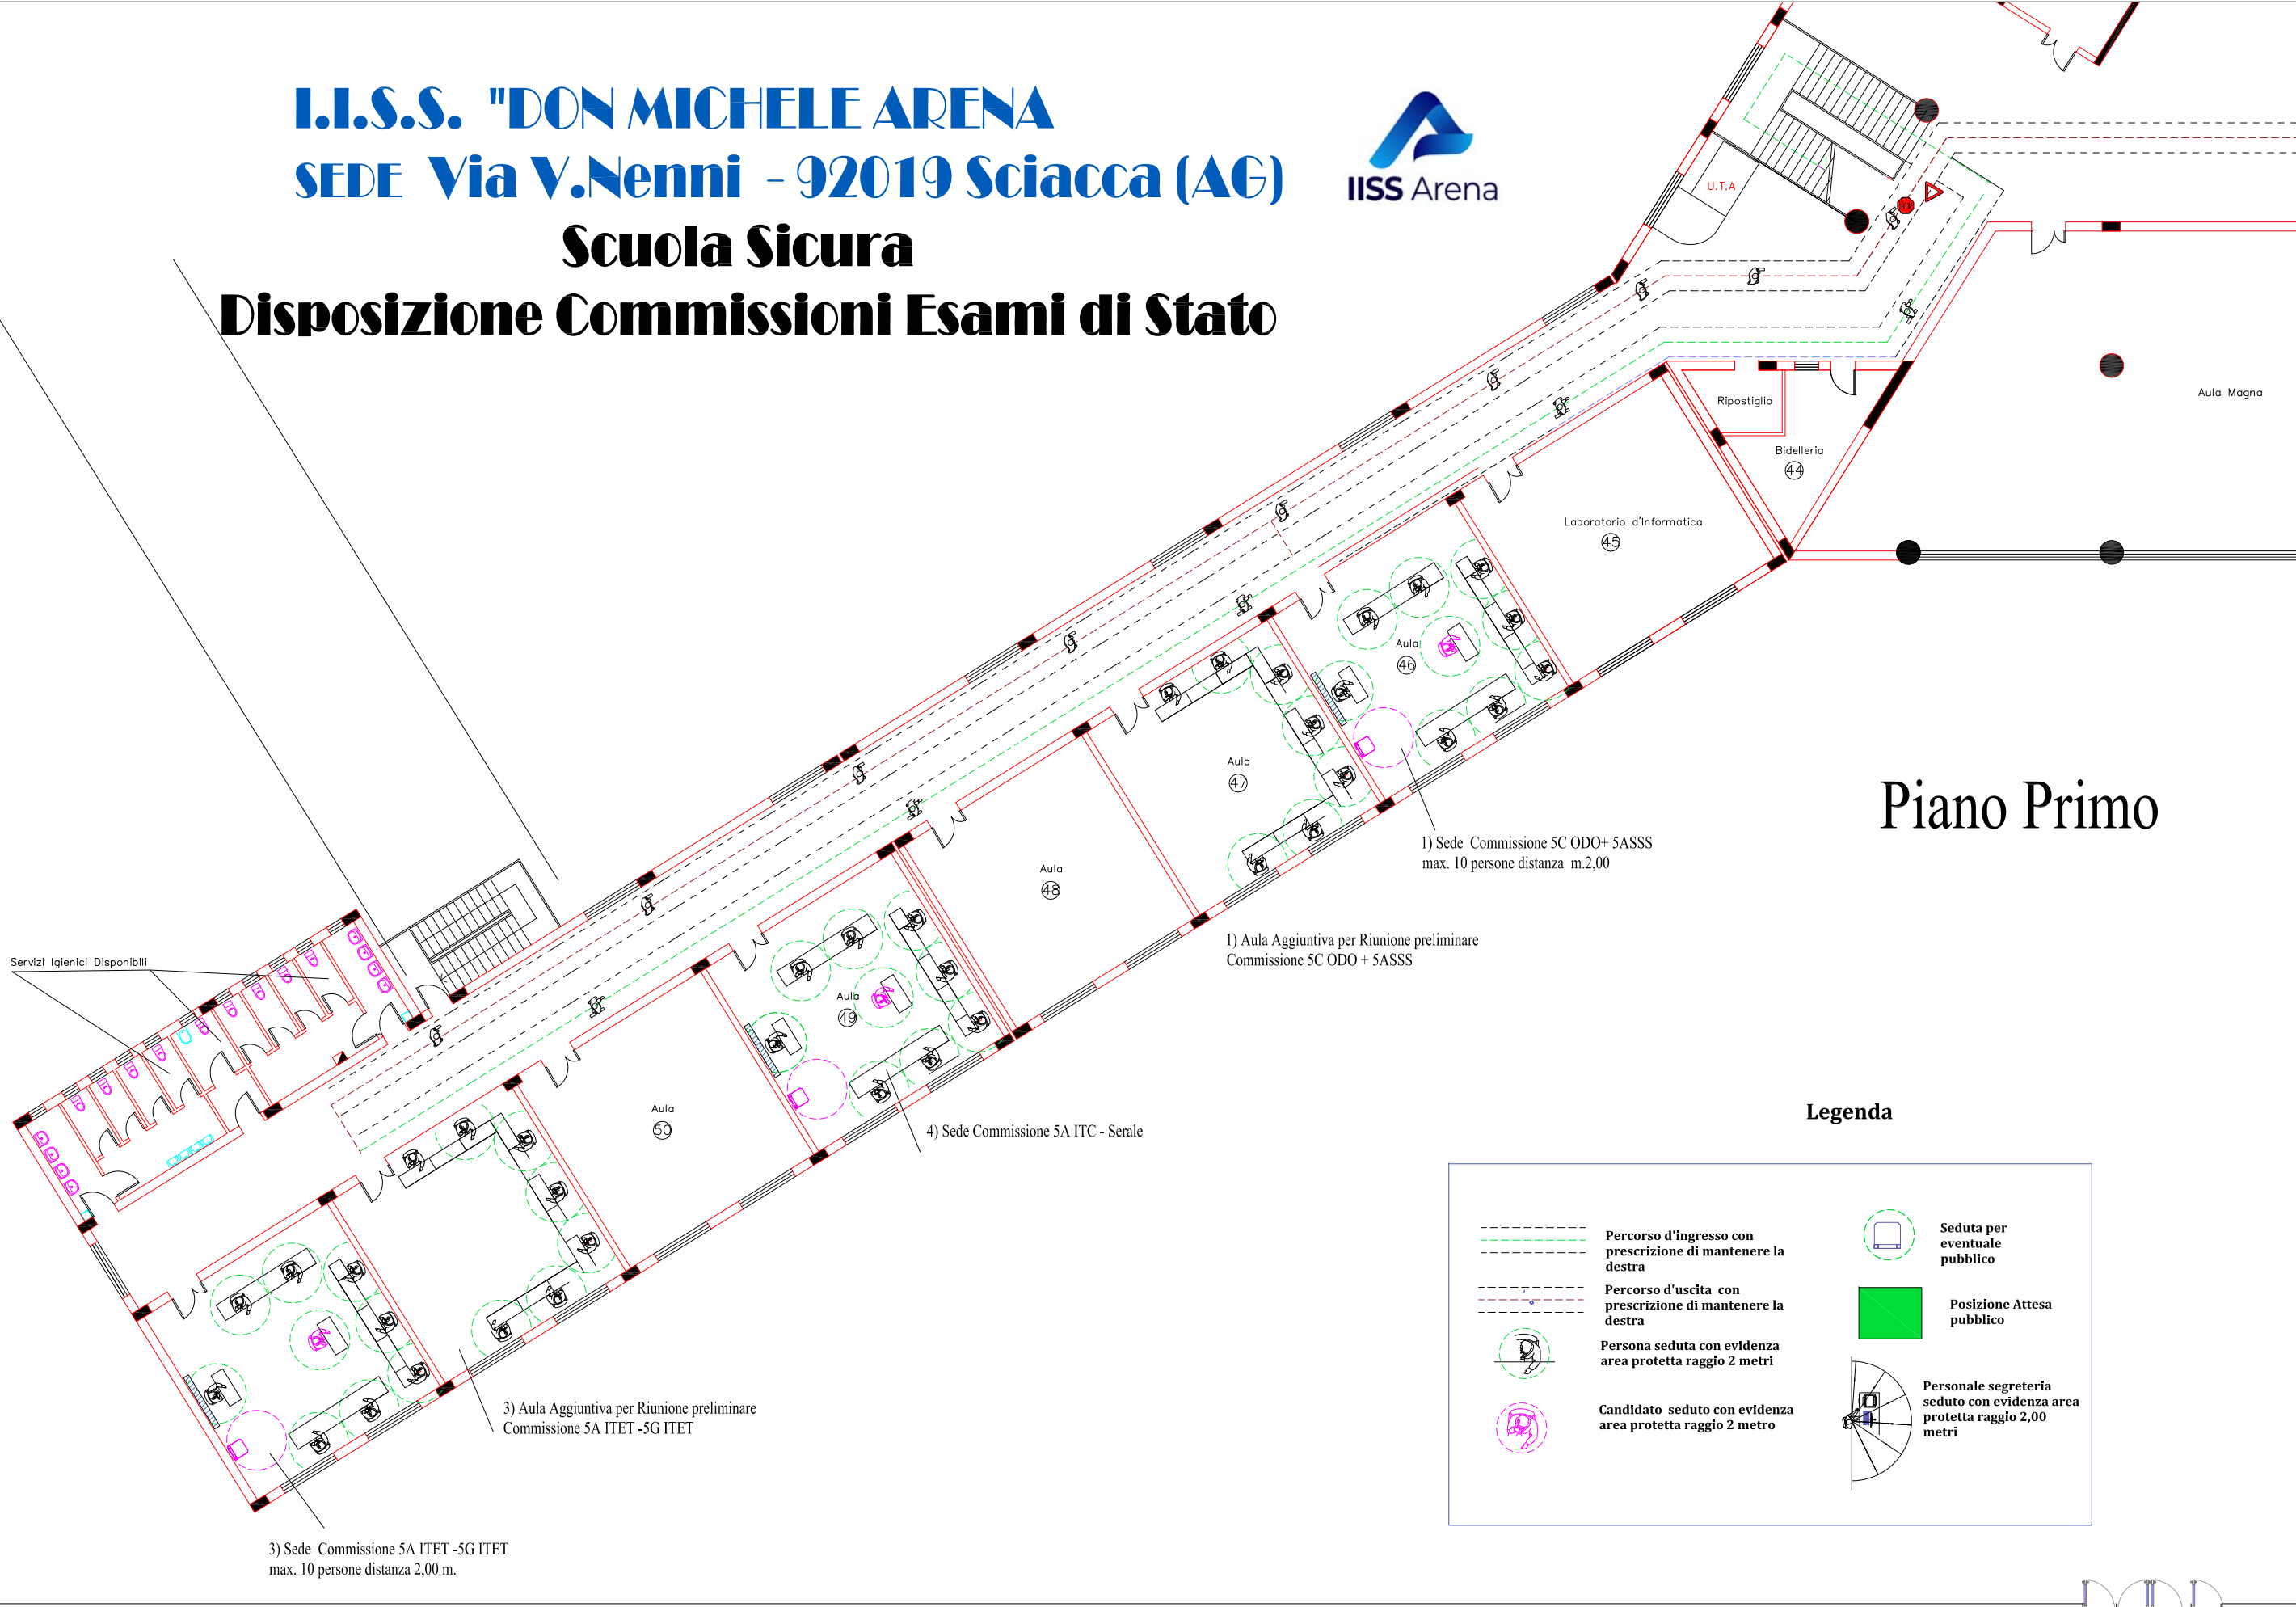 I.I.S.S. "DON MICHELE ARENA
SEDE Via V.Nenni - 92019 Sciacca (AG)
Scuola Sicura
Disposizione Commissioni Esami di Stato
IISS Arena
U.T.A
Aula Magna
Ripostiglio
Bidelleria
44
Laboratorio d'Informatica
45
Aula
46
Aula
47
Piano Primo
1) Sede Commissione 5C ODO+ 5ASSS
max. 10 persone distanza m.2,00
Aula
48
1) Aula Aggiuntiva per Riunione preliminare
Commissione 5C ODO + 5ASSS
Servizi Igienici Disponibili
Aula
49
Aula
50
4) Sede Commissione 5A ITC - Serale
3) Aula Aggiuntiva per Riunione preliminare
Commissione 5A ITET -5G ITET
3) Sede Commissione 5A ITET -5G ITET
max. 10 persone distanza 2,00 m.
Legenda
Percorso d'ingresso con
prescrizione di mantenere la
destra
Percorso d'uscita con
prescrizione di mantenere la
destra
Persona seduta con evidenza
area protetta raggio 2 metri
Candidato seduto con evidenza
area protetta raggio 2 metro
Seduta per
eventuale
pubblico
Posizione Attesa
pubblico
Personale segreteria
seduto con evidenza area
protetta raggio 2,00
metri